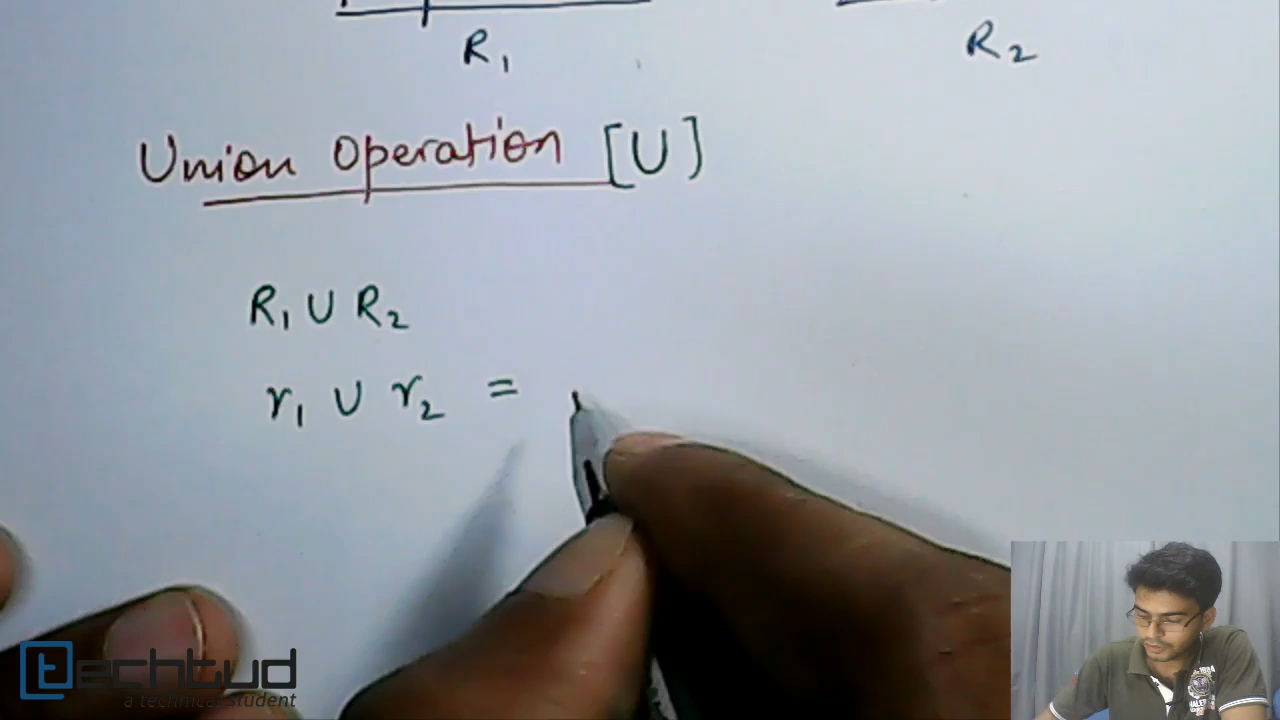 R1 R2
Union Operation [U]
R1 U R2
r1 U r2 =
techtud
a technical student